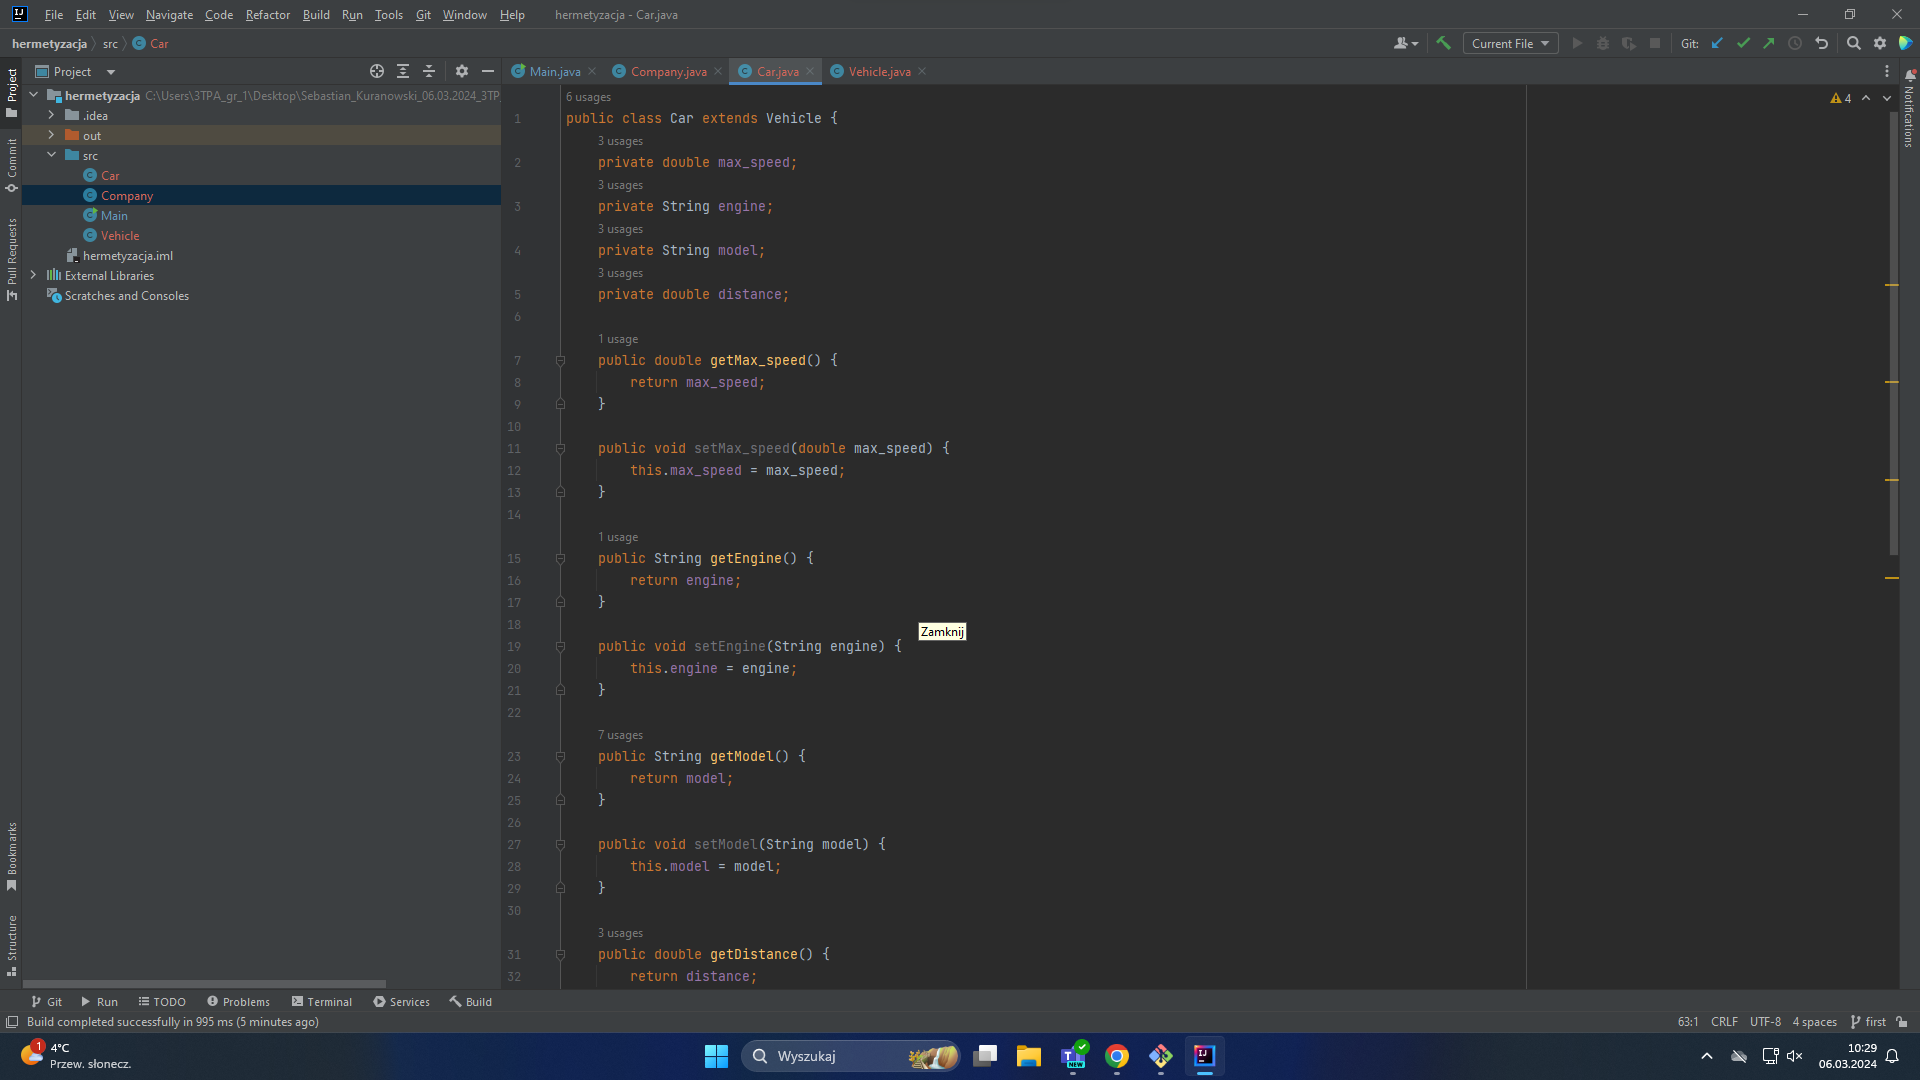 File Edit View Navigate Code Refactor Build Run Tools Git Window Help hermetyzacja - Car.java
hermetyzacja src Car Current File Git:
Project Main.java Company.java Car.java Vehicle.java
hermetyzacja C:\Users\3TPA_gr_1\Desktop\Sebastian_Kuranowski_06.03.2024_3TP
.idea
out
src
Car
Company
Main
Vehicle
hermetyzacja.iml
External Libraries
Scratches and Consoles
Project
Commit
Pull Requests
Bookmarks
Structure
6 usages
4
1 public class Car extends Vehicle {
3 usages
2 private double max_speed;
3 usages
3 private String engine;
3 usages
4 private String model;
3 usages
5 private double distance;
6
1 usage
7 public double getMax_speed() {
8 return max_speed;
9 }
10
11 public void setMax_speed(double max_speed) {
12 this.max_speed = max_speed;
13 }
14
1 usage
15 public String getEngine() {
16 return engine;
17 }
18
Zamknij
19 public void setEngine(String engine) {
20 this.engine = engine;
21 }
22
7 usages
23 public String getModel() {
24 return model;
25 }
26
27 public void setModel(String model) {
28 this.model = model;
29 }
30
3 usages
31 public double getDistance() {
32 return distance;
Notifications
Git Run TODO Problems Terminal Services Build
Build completed successfully in 995 ms (5 minutes ago) 63:1 CRLF UTF-8 4 spaces first
1
4°C
Przew. słonecz.
Wyszukaj
NEW
10:29
06.03.2024